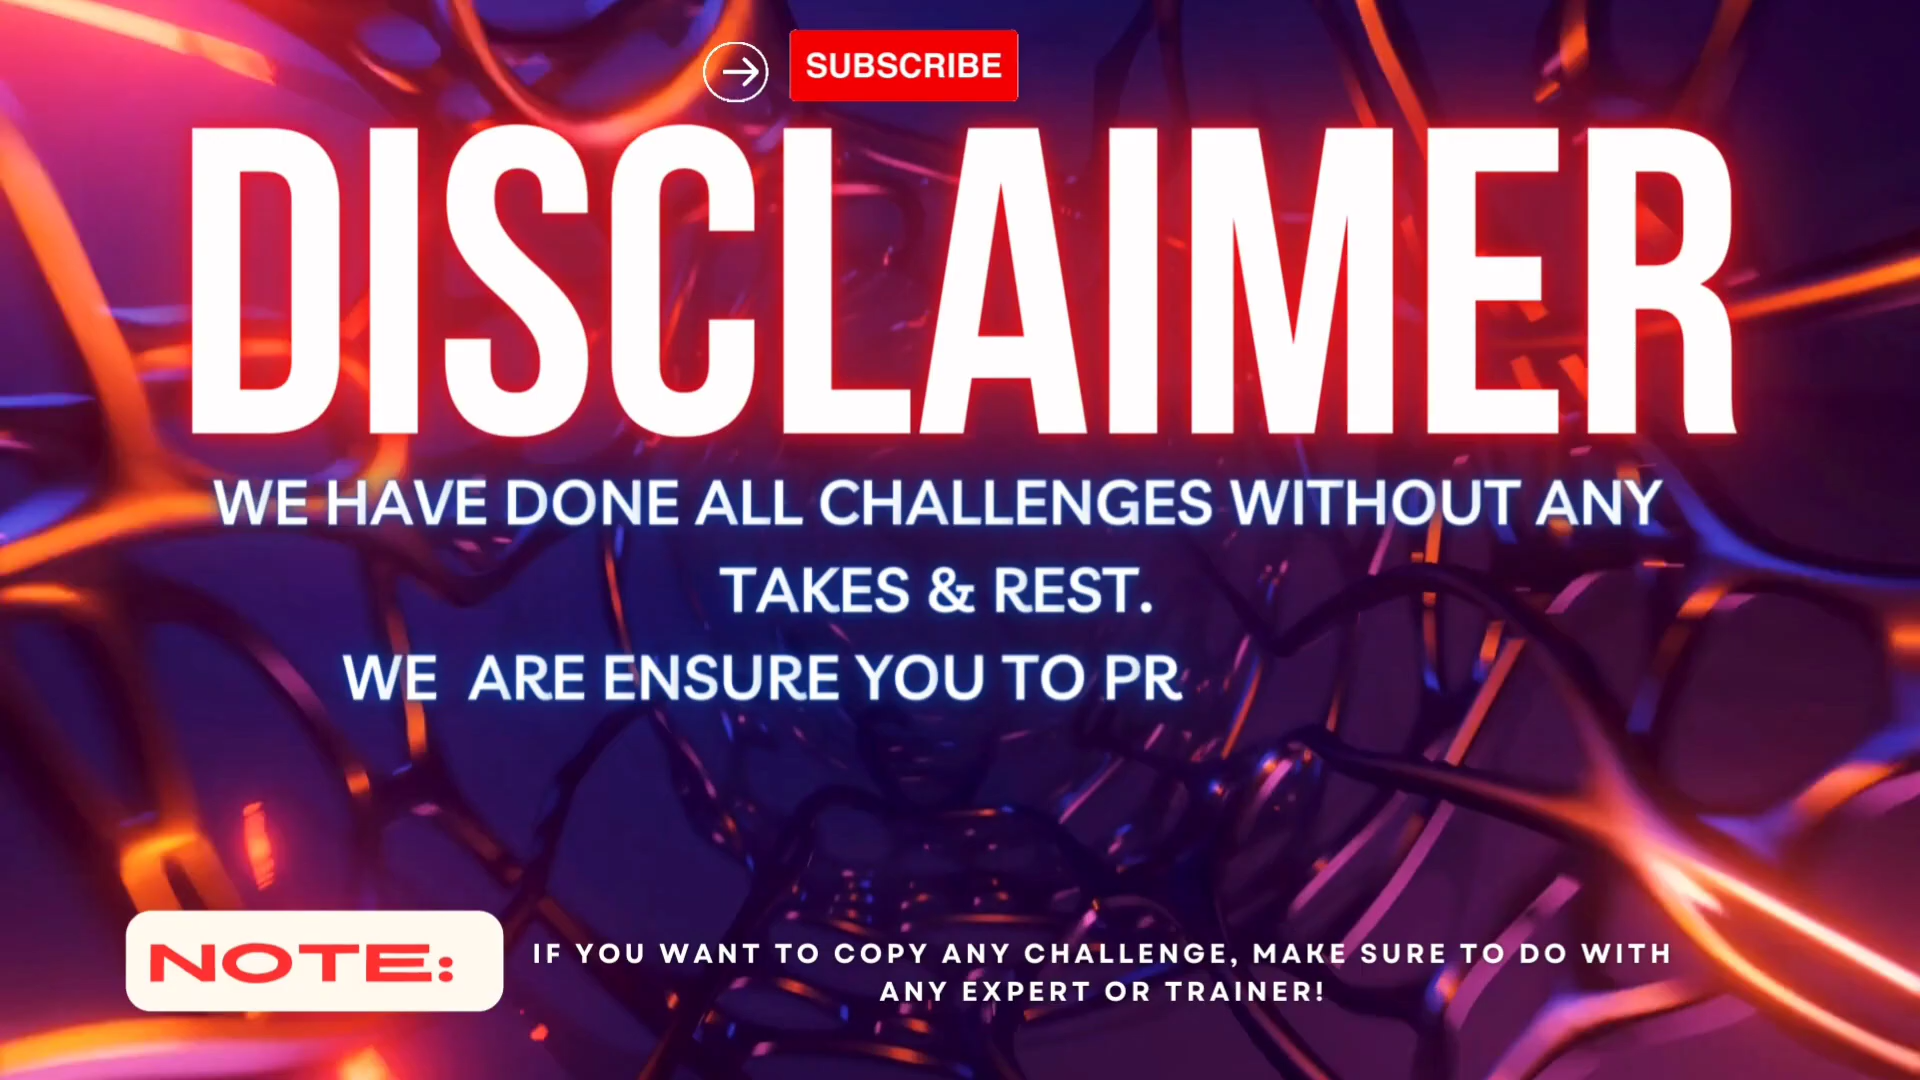 SUBSCRIBE
DISCLAIMER
WE HAVE DONE ALL CHALLENGES WITHOUT ANY
TAKES & REST.
WE ARE ENSURE YOU TO PR
NOTE:
IF YOU WANT TO COPY ANY CHALLENGE, MAKE SURE TO DO WITH
ANY EXPERT OR TRAINER!